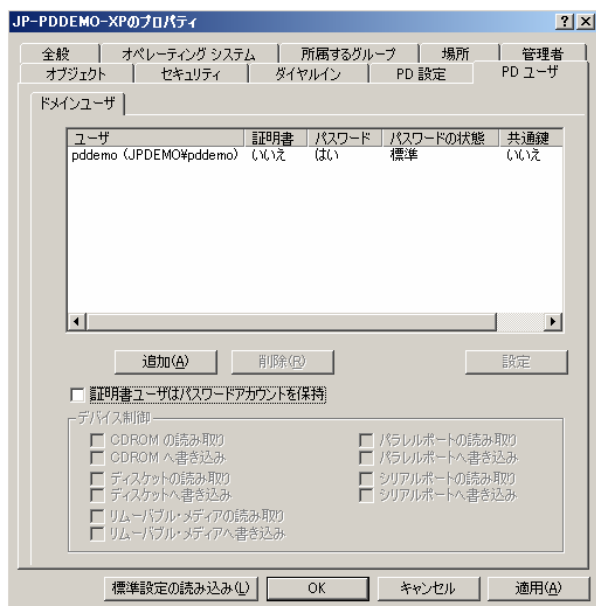 JP-PDDEMO-XPのプロパティ
全般 オペレーティング システム 所属するグループ 場所 管理者
オブジェクト セキュリティ ダイヤルイン PD 設定 PD ユーザ
ドメインユーザ
ユーザ 証明書 パスワード パスワードの状態 共通鍵
pddemo (JPDEMO¥pddemo) いいえ はい 標準 いいえ
追加(A) 削除(R) 設定
証明書ユーザはパスワードアカウントを保持
デバイス制御
CDROM の読み取り パラレルポートの読み取り
CDROM へ書き込み パラレルポートへ書き込み
ディスケットの読み取り シリアルポートの読み取り
ディスケットへ書き込み シリアルポートへ書き込み
リムーバブル・メディアの読み取り
リムーバブル・メディアへ書き込み
標準設定の読み込み(L) OK キャンセル 適用(A)